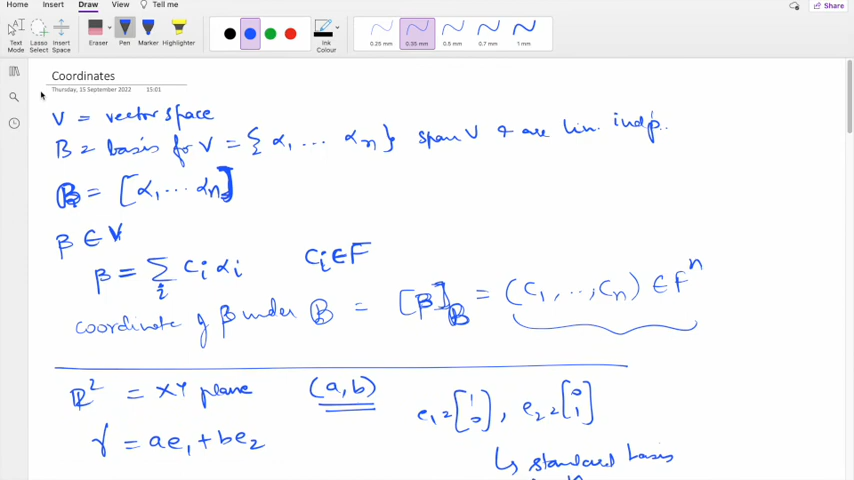 Home Insert Draw View Tell me Share
Text Mode Lasso Select Insert Space Eraser Pen Marker Highlighter Ink Colour 0.25 mm 0.35 mm 0.5 mm 0.7 mm 1 mm
Coordinates
Thursday, 15 September 2022 15:01
V = vector space
B = basis for V = {α₁ ... αₙ} span V & are lin. indp.
B = [α₁ ... αₙ]
β ∈ V
β = ∑ᵢ cᵢ αᵢ cᵢ ∈ F
coordinate of β under B = [β]_B = (c₁, ..., cₙ) ∈ Fⁿ
ℝ² = XY plane (a,b) e₁ = [1 0], e₂ = [0 1]
γ = ae₁ + be₂
↳ standard basis